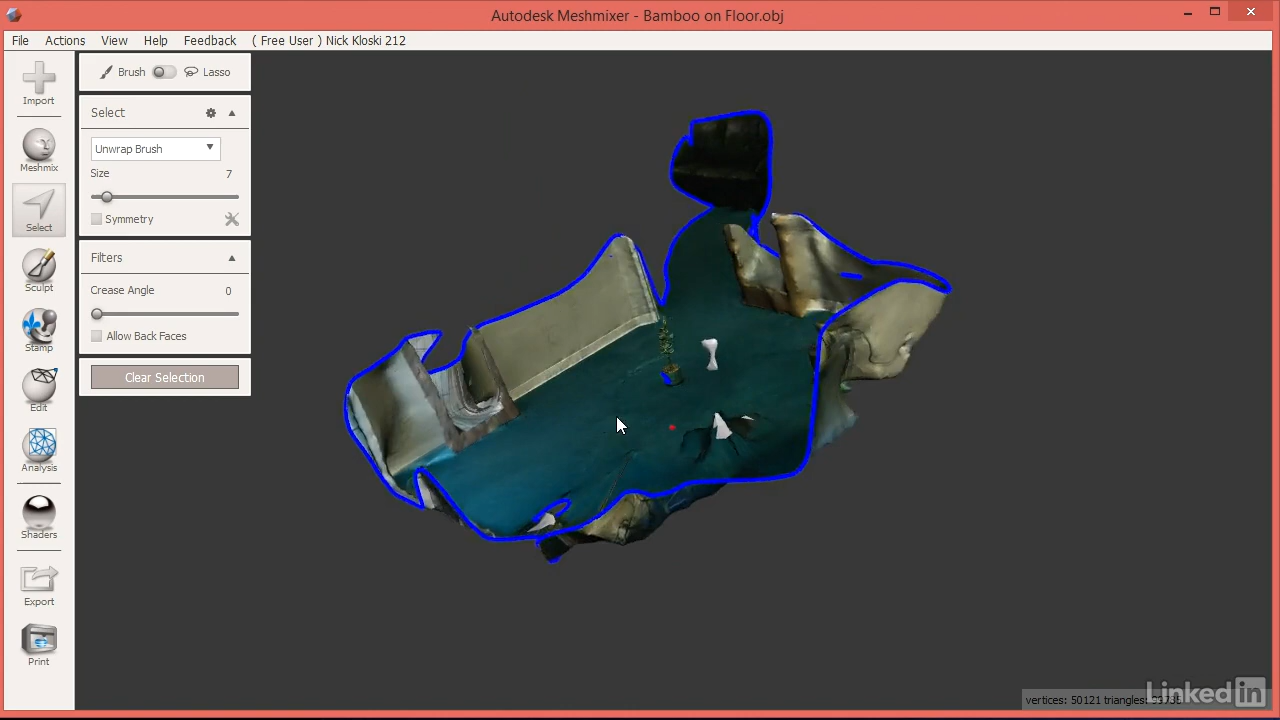 Autodesk Meshmixer - Bamboo on Floor.obj
File Actions View Help Feedback ( Free User ) Nick Kloski 212
Import
Meshmix
Select
Sculpt
Stamp
Edit
Analysis
Shaders
Export
Print
Brush Lasso
Select
Unwrap Brush
Size 7
Symmetry
Filters
Crease Angle 0
Allow Back Faces
Clear Selection
vertices: 50121 triangles:
Linked in